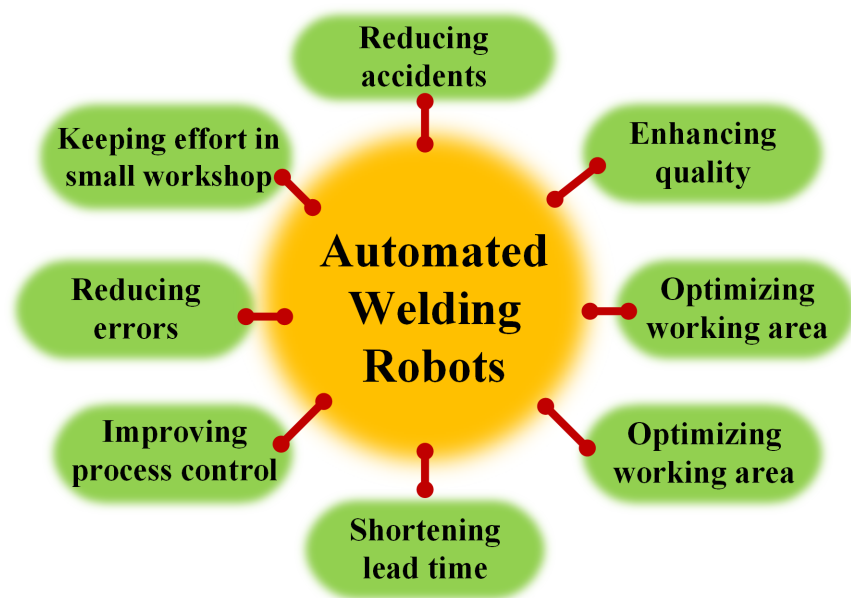 Reducing
accidents
Keeping effort in
small workshop
Enhancing
quality
Automated
Welding
Robots
Reducing
errors
Optimizing
working area
Improving
process control
Optimizing
working area
Shortening
lead time